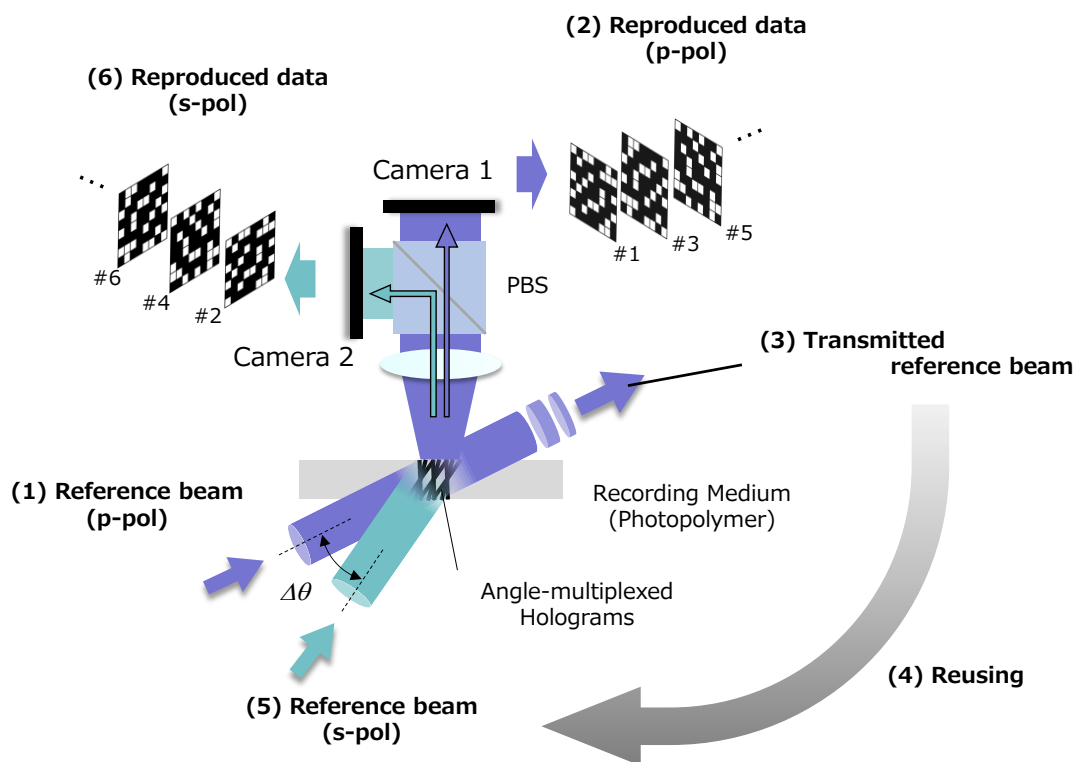 (2) Reproduced data
(p-pol)
(6) Reproduced data
(s-pol)
Camera 1
#1
#3
#5
#6
#4
#2
PBS
Camera 2
(3) Transmitted
reference beam
(1) Reference beam
(p-pol)
Recording Medium
(Photopolymer)
Δθ
Angle-multiplexed
Holograms
(4) Reusing
(5) Reference beam
(s-pol)